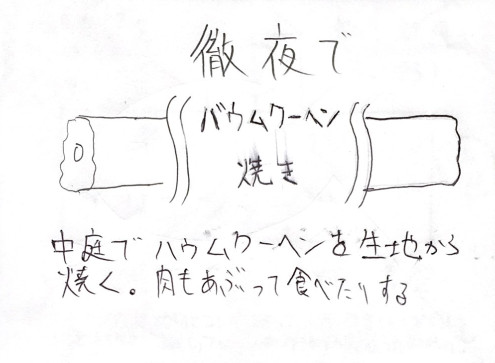 徹夜で
バウムクーヘン
焼き
中庭でハウムクーヘンを生地から
焼く。肉もあぶって食べたりする